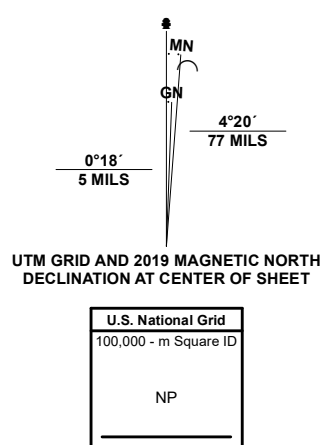 MN
GN
4°20´
77 MILS
0°18´
5 MILS
UTM GRID AND 2019 MAGNETIC NORTH
DECLINATION AT CENTER OF SHEET
U.S. National Grid
100,000 - m Square ID
NP